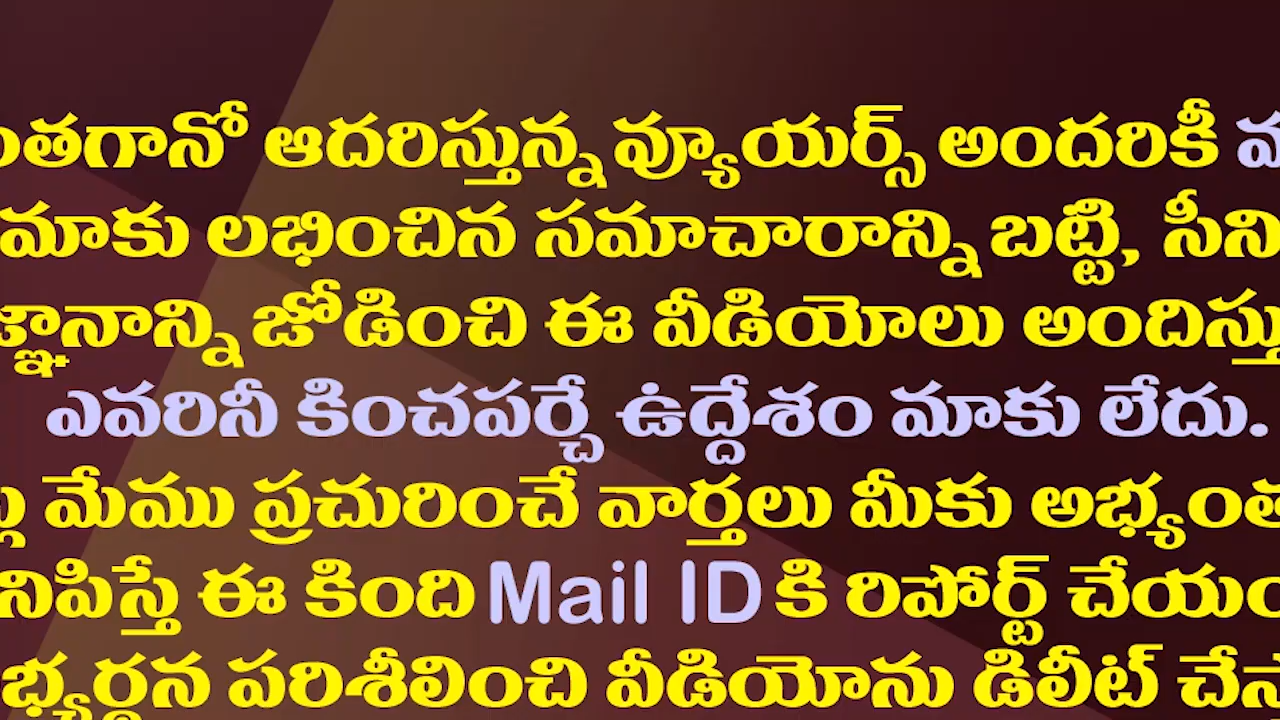 ంతగానో ఆదరిస్తున్న వ్యూయర్స్ అందరికీ
మాకు లభించిన సమాచారాన్ని బట్టి, సీని
జ్ఞానాన్ని జోడించి ఈ వీడియోలు అందిస్తు
ఎవరినీ కించపర్చే ఉద్దేశం మాకు లేదు.
మేము ప్రచురించే వార్తలు మీకు అభ్యంత
నిపిస్తే ఈ కింది Mail ID కి రిపోర్ట్ చేయం
భ్యర్థన పరిశీలించి వీడియోను డిలీట్ చేస